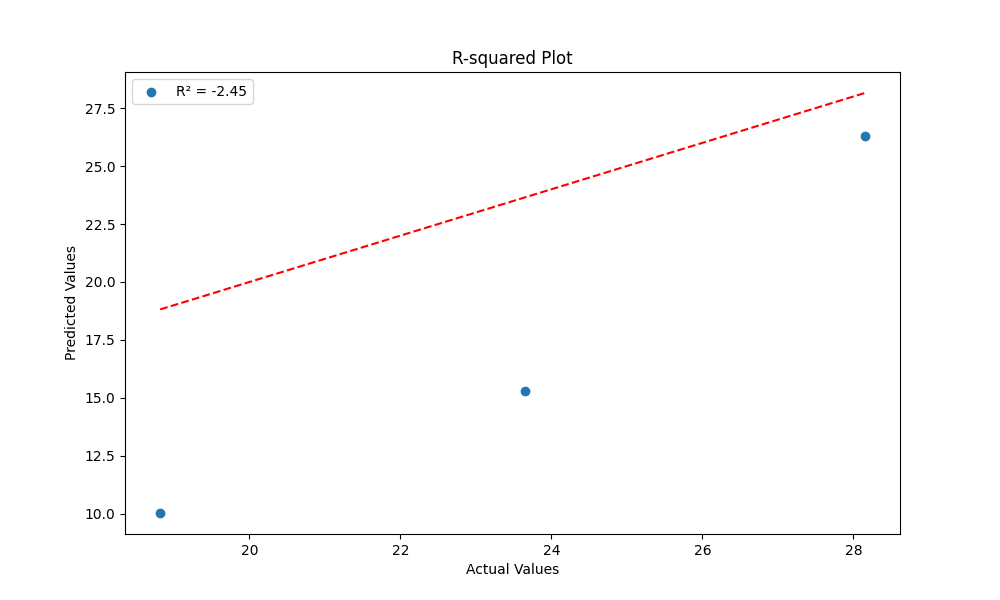 R-squared Plot
R² = -2.45
27.5
25.0
22.5
20.0
17.5
15.0
12.5
10.0
Predicted Values
20 22 24 26 28
Actual Values